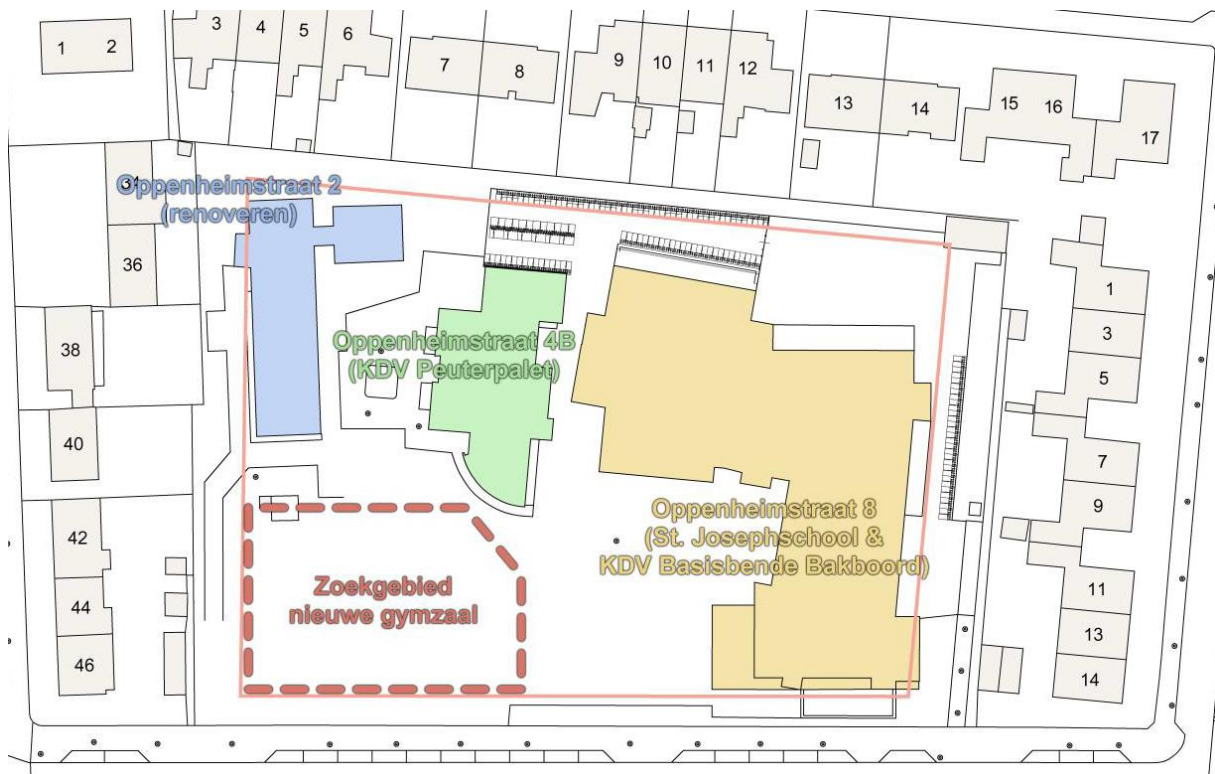 1 2
3 4 5 6
7 8
9 10 11 12
13 14
15 16
17
34
Oppenheimstraat 2
(renoveren)
36
38
40
42
44
46
Oppenheimstraat 4B
(KDV Peuterpalet)
Oppenheimstraat 8
(St. Josephschool &
KDV Basisbende Bakboord)
Zoekgebied
nieuwe gymzaal
1
3
5
7
9
11
13
14